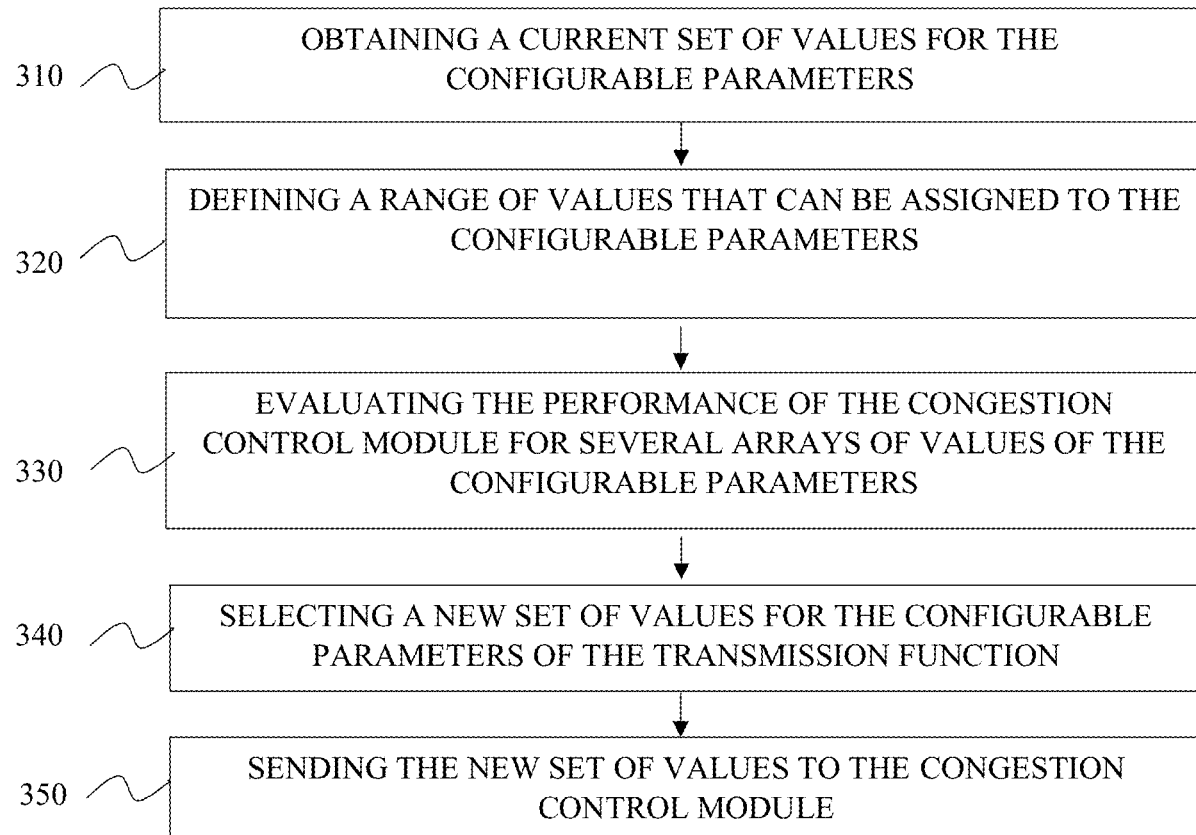 310
OBTAINING A CURRENT SET OF VALUES FOR THE
CONFIGURABLE PARAMETERS
320
DEFINING A RANGE OF VALUES THAT CAN BE ASSIGNED TO THE
CONFIGURABLE PARAMETERS
330
EVALUATING THE PERFORMANCE OF THE CONGESTION
CONTROL MODULE FOR SEVERAL ARRAYS OF VALUES OF THE
CONFIGURABLE PARAMETERS
340
SELECTING A NEW SET OF VALUES FOR THE CONFIGURABLE
PARAMETERS OF THE TRANSMISSION FUNCTION
350
SENDING THE NEW SET OF VALUES TO THE CONGESTION
CONTROL MODULE